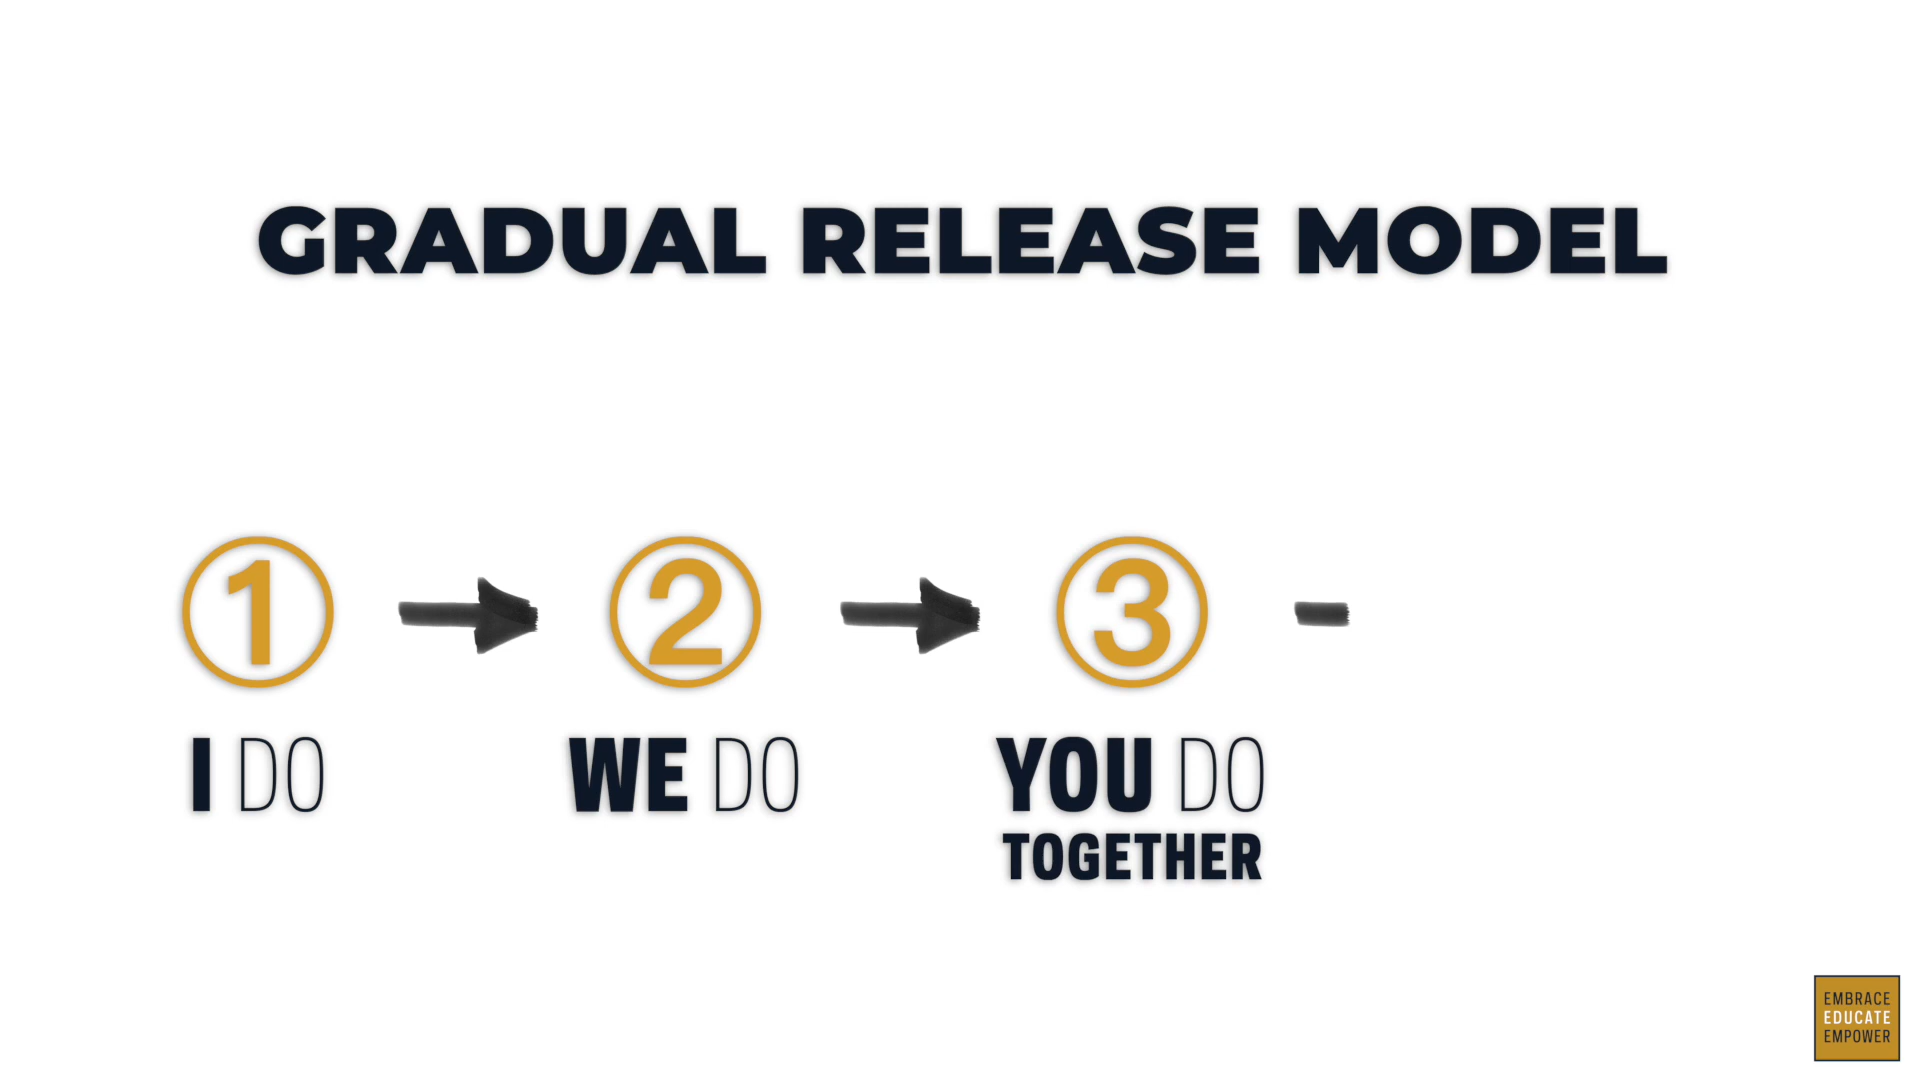 GRADUAL RELEASE MODEL
1
2
3
I DO
WE DO
YOU DO
TOGETHER
EMBRACE
EDUCATE
EMPOWER